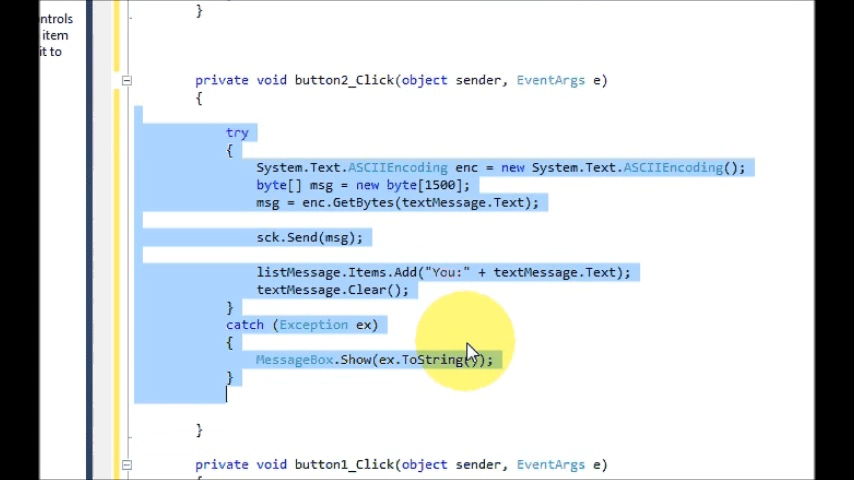 ontrols
item
it to
}
private void button2_Click(object sender, EventArgs e)
{
try
{
System.Text.ASCIIEncoding enc = new System.Text.ASCIIEncoding();
byte[] msg = new byte[1500];
msg = enc.GetBytes(textMessage.Text);
sck.Send(msg);
listMessage.Items.Add("You:" + textMessage.Text);
textMessage.Clear();
}
catch (Exception ex)
{
MessageBox.Show(ex.ToString());
}
}
private void button1_Click(object sender, EventArgs e)